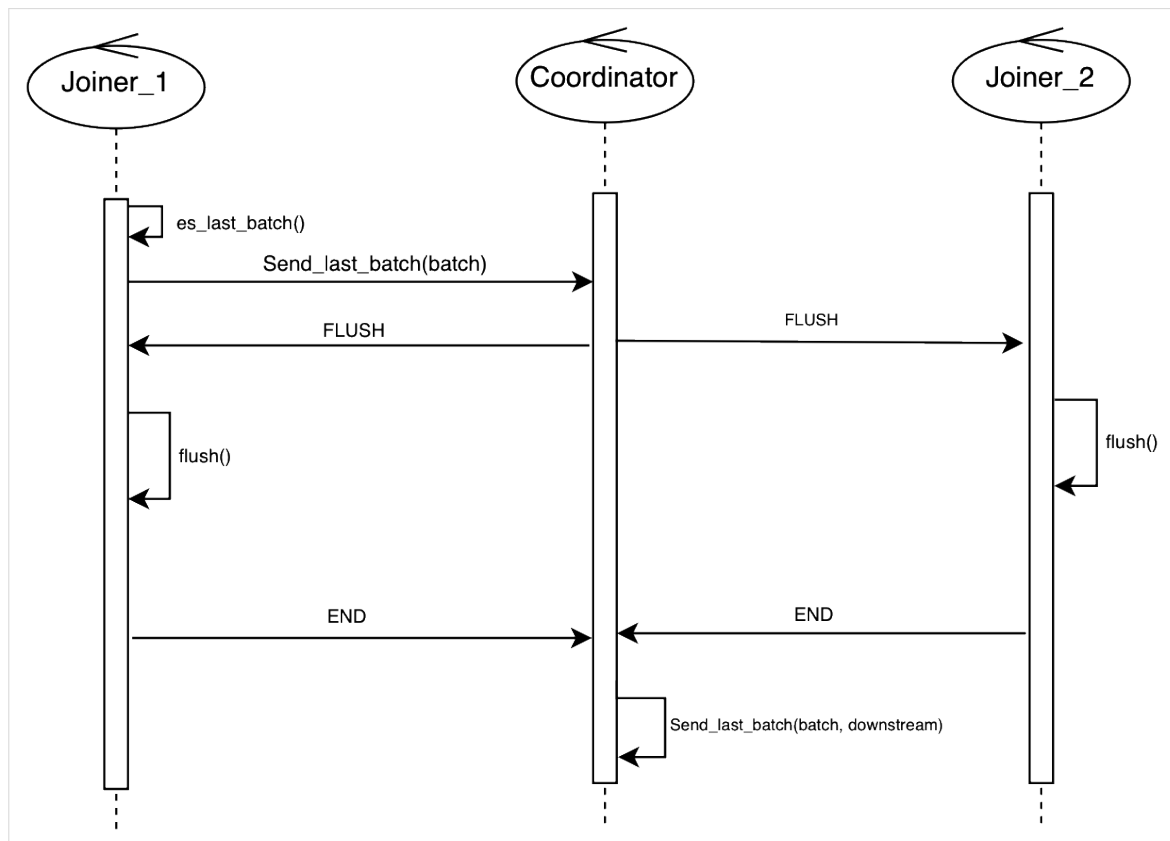 Joiner_1
Coordinator
Joiner_2
es_last_batch()
Send_last_batch(batch)
FLUSH
FLUSH
flush()
flush()
END
END
Send_last_batch(batch, downstream)